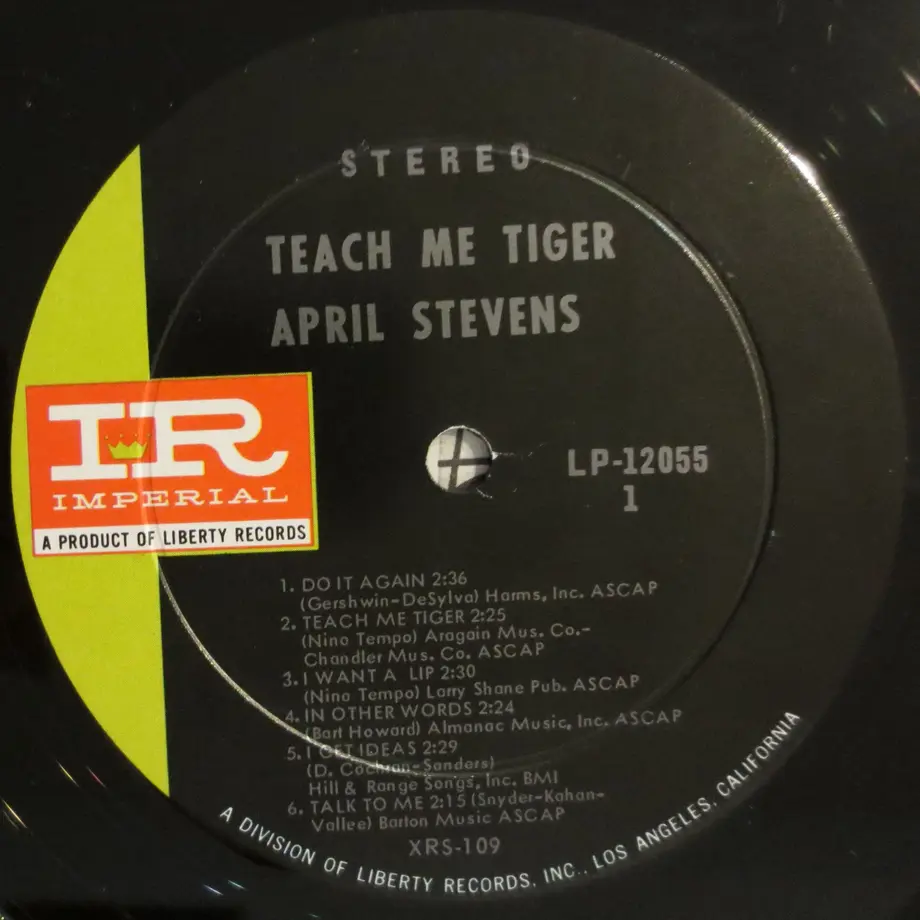 STEREO
TEACH ME TIGER
APRIL STEVENS
IR
IMPERIAL
A PRODUCT OF LIBERTY RECORDS
LP-12055
1
1. DO IT AGAIN 2:36
(Gershwin-DeSylva) Harms, Inc. ASCAP
2. TEACH ME TIGER 2:25
(Nino Tempo) Aragain Mus. Co.-
Chandler Mus. Co. ASCAP
3. I WANT A LIP 2:30
(Nino Tempo) Larry Shane Pub. ASCAP
4. IN OTHER WORDS 2:24
(Bart Howard) Almanac Music, Inc. ASCAP
5. I GET IDEAS 2:29
(D. Cochran-Sanders)
Hill & Range Songs, Inc. BMI
6. TALK TO ME 2:15 (Snyder-Kahan-
Vallee) Barton Music ASCAP
XRS-109
A DIVISION OF LIBERTY RECORDS, INC., LOS ANGELES, CALIFORNIA